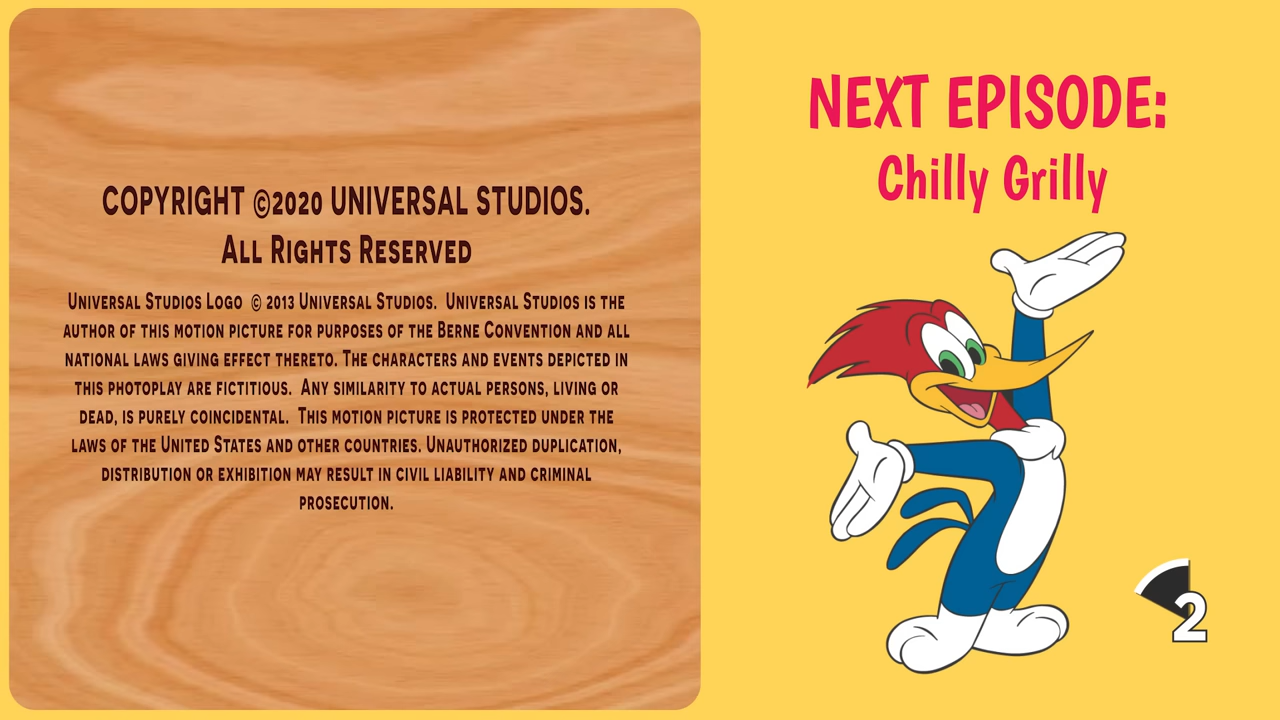 COPYRIGHT ©2020 UNIVERSAL STUDIOS.
ALL RIGHTS RESERVED
UNIVERSAL STUDIOS LOGO © 2013 UNIVERSAL STUDIOS. UNIVERSAL STUDIOS IS THE
AUTHOR OF THIS MOTION PICTURE FOR PURPOSES OF THE BERNE CONVENTION AND ALL
NATIONAL LAWS GIVING EFFECT THERETO. THE CHARACTERS AND EVENTS DEPICTED IN
THIS PHOTOPLAY ARE FICTITIOUS. ANY SIMILARITY TO ACTUAL PERSONS, LIVING OR
DEAD, IS PURELY COINCIDENTAL. THIS MOTION PICTURE IS PROTECTED UNDER THE
LAWS OF THE UNITED STATES AND OTHER COUNTRIES. UNAUTHORIZED DUPLICATION,
DISTRIBUTION OR EXHIBITION MAY RESULT IN CIVIL LIABILITY AND CRIMINAL
PROSECUTION.
NEXT EPISODE:
Chilly Grilly
2